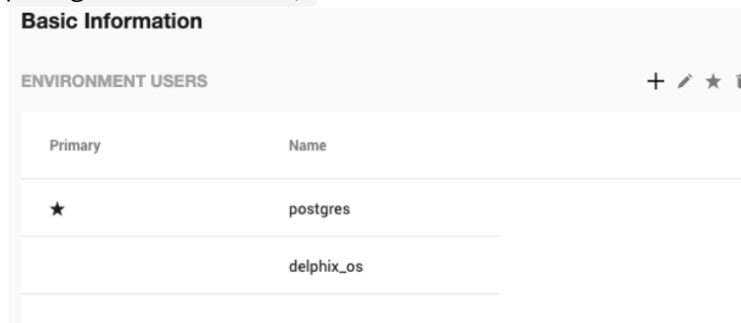 Basic Information
ENVIRONMENT USERS
Primary Name
★ postgres
delphix_os